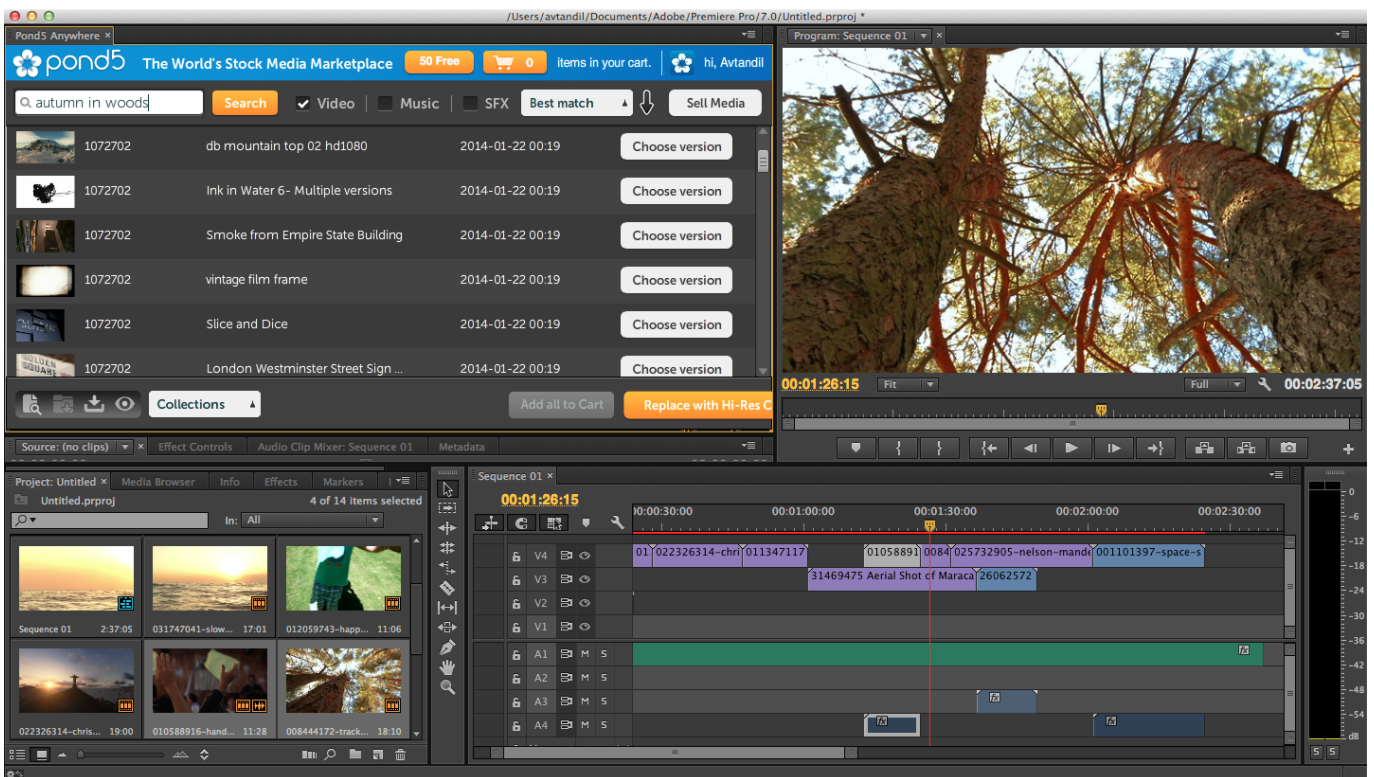 /Users/avtandil/Documents/Adobe/Premiere Pro/7.0/Untitled.prproj *
Pond5 Anywhere ×
pond5 The World's Stock Media Marketplace 50 Free 0 items in your cart. hi, Avtandil
autumn in woods Search Video Music SFX Best match Sell Media
1072702 db mountain top 02 hd1080 2014-01-22 00:19 Choose version
1072702 Ink in Water 6- Multiple versions 2014-01-22 00:19 Choose version
1072702 Smoke from Empire State Building 2014-01-22 00:19 Choose version
1072702 vintage film frame 2014-01-22 00:19 Choose version
1072702 Slice and Dice 2014-01-22 00:19 Choose version
GOLDEN
SQUARE
1072702 London Westminster Street Sign ... 2014-01-22 00:19 Choose version
Collections Add all to Cart Replace with Hi-Res C
Program: Sequence 01 ×
00:01:26:15 Fit Full 00:02:37:05
Source: (no clips) × Effect Controls Audio Clip Mixer: Sequence 01 Metadata
Project: Untitled × Media Browser Info Effects Markers
Untitled.prproj 4 of 14 items selected
In: All
Sequence 01 2:37:05 031747041-slow... 17:01 012059743-happ... 11:06
022326314-chris... 19:00 010588916-hand... 11:28 008444172-track... 18:10
Sequence 01 ×
00:01:26:15
00:00:30:00 00:01:00:00 00:01:30:00 00:02:00:00 00:02:30:00
V4 01 022326314-chri 011347117 01058891 0084 025732905-nelson-mande 001101397-space-s
V3 31469475 Aerial Shot of Maraca 26062572
V2
V1
A1 M S fx
A2 M S
A3 M S fx
A4 M S fx fx
0
-6
-12
-18
-24
-30
-36
-42
-48
-54
dB
S S